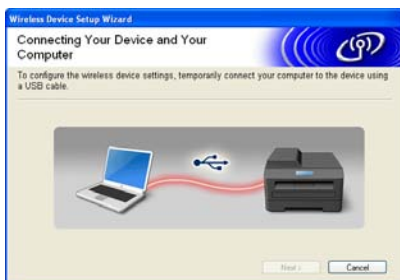 Wireless Device Setup Wizard
Connecting Your Device and Your
Computer
To configure the wireless device settings, temporarily connect your computer to the device using
a USB cable.
Next >
Cancel